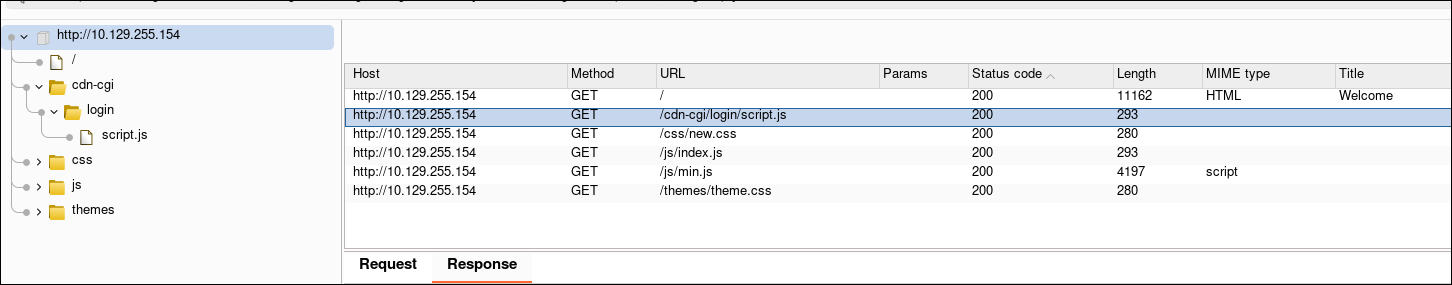 http://10.129.255.154
/
cdn-cgi
login
script.js
css
js
themes
Host Method URL Params Status code Length MIME type Title
http://10.129.255.154 GET / 200 11162 HTML Welcome
http://10.129.255.154 GET /cdn-cgi/login/script.js 200 293
http://10.129.255.154 GET /css/new.css 200 280
http://10.129.255.154 GET /js/index.js 200 293
http://10.129.255.154 GET /js/min.js 200 4197 script
http://10.129.255.154 GET /themes/theme.css 200 280
Request Response